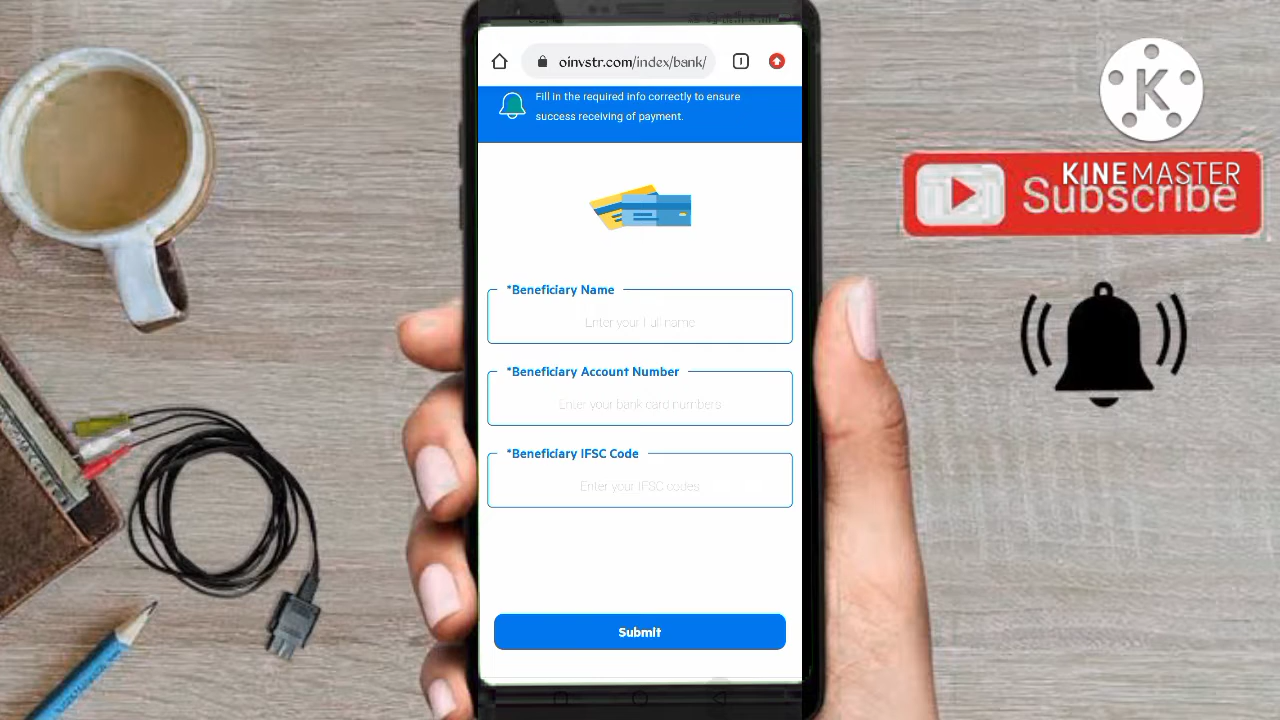 oinvstr.com/index/bank/
Fill in the required info correctly to ensure
success receiving of payment.
*Beneficiary Name
Enter your Full name
*Beneficiary Account Number
Enter your bank card numbers
*Beneficiary IFSC Code
Enter your IFSC codes
Submit
K
KINEMASTER
Subscribe